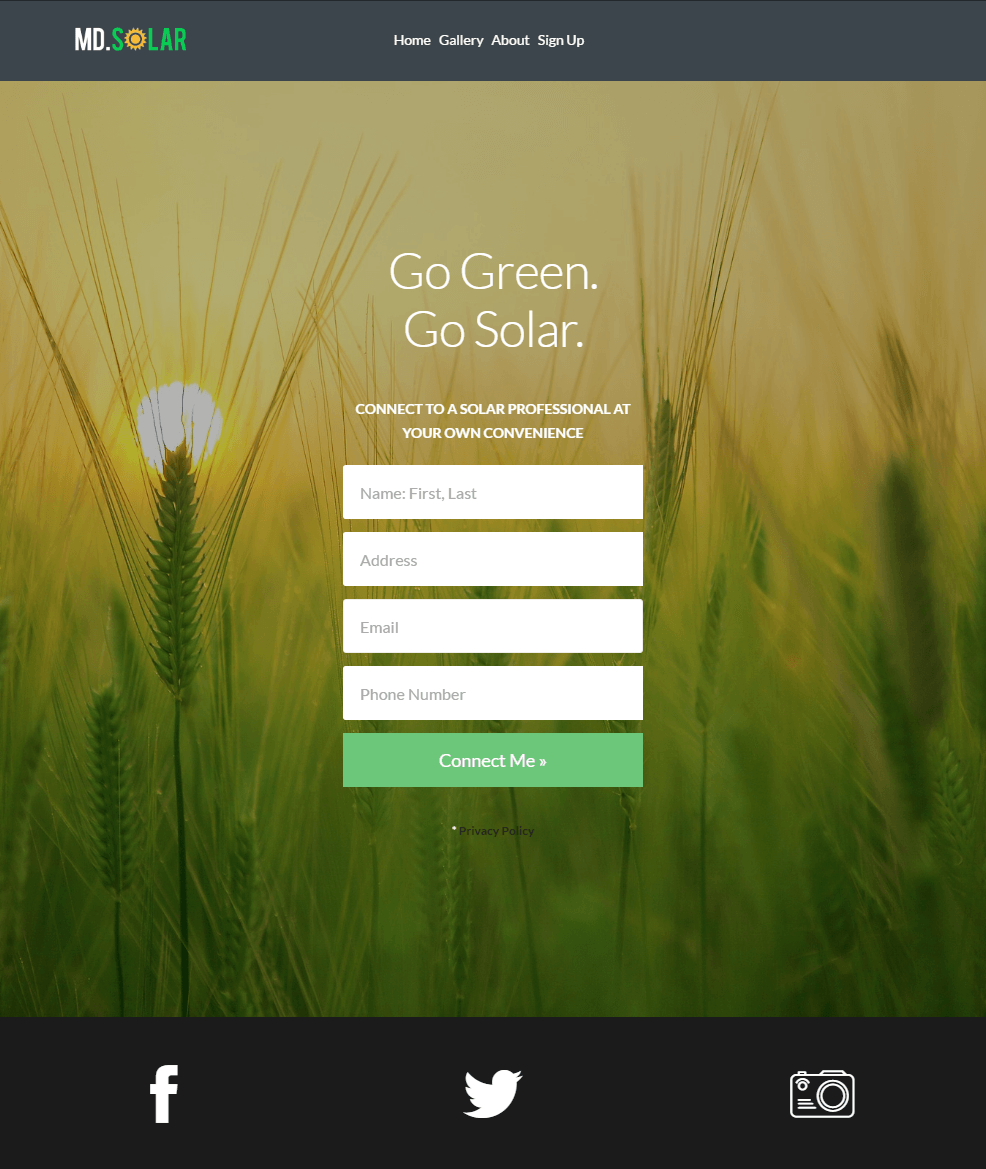 MD.SOLAR
Home Gallery About Sign Up
Go Green.
Go Solar.
CONNECT TO A SOLAR PROFESSIONAL AT
YOUR OWN CONVENIENCE
Name: First, Last
Address
Email
Phone Number
Connect Me »
* Privacy Policy